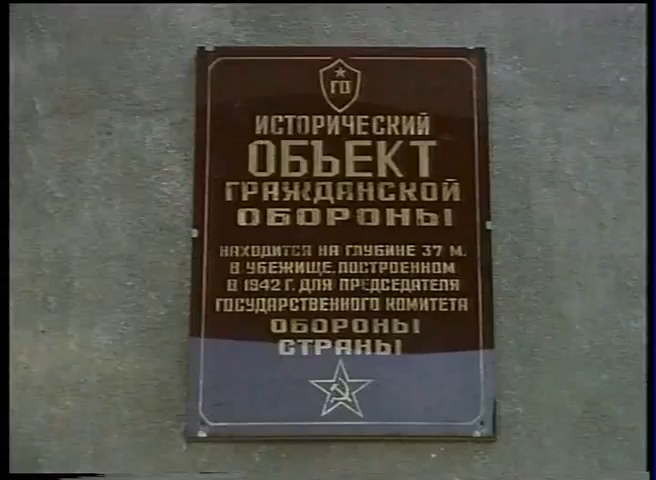 ГО
ИСТОРИЧЕСКИЙ
ОБЪЕКТ
ГРАЖДАНСКОЙ
ОБОРОНЫ
НАХОДИТСЯ НА ГЛУБИНЕ 37 М.
В УБЕЖИЩЕ, ПОСТРОЕННОМ
В 1942 Г. ДЛЯ ПРЕДСЕДАТЕЛЯ
ГОСУДАРСТВЕННОГО КОМИТЕТА
ОБОРОНЫ
СТРАНЫ